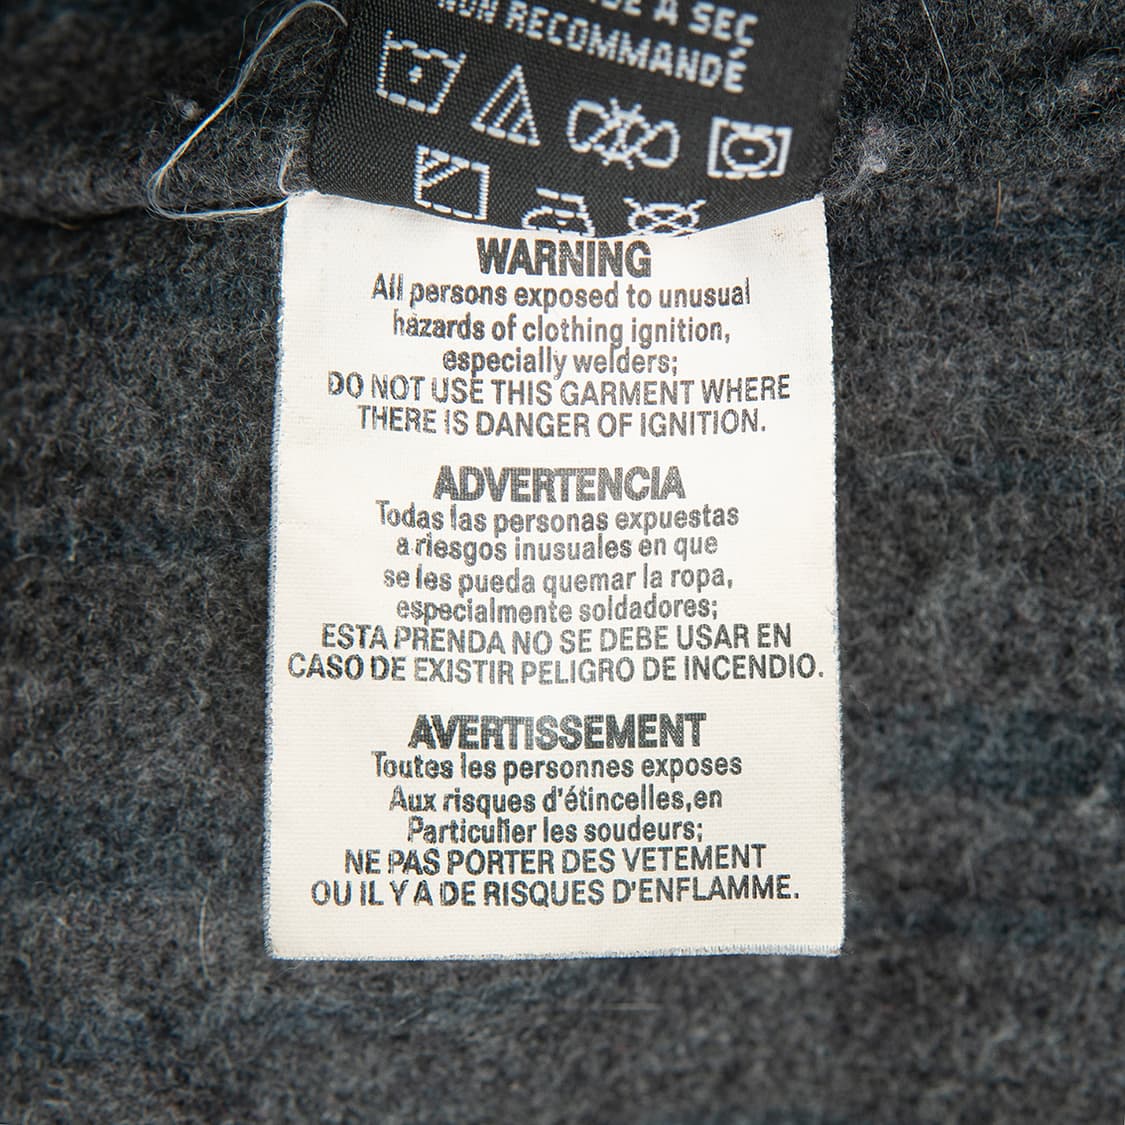 À SEÇ
NON RECOMMANDÉ
WARNING
All persons exposed to unusual
hazards of clothing ignition,
especially welders;
DO NOT USE THIS GARMENT WHERE
THERE IS DANGER OF IGNITION.
ADVERTENCIA
Todas las personas expuestas
a riesgos inusuales en que
se les pueda quemar la ropa,
especialmente soldadores;
ESTA PRENDA NO SE DEBE USAR EN
CASO DE EXISTIR PELIGRO DE INCENDIO.
AVERTISSEMENT
Toutes les personnes exposes
Aux risques d'étincelles,en
Particulier les soudeurs;
NE PAS PORTER DES VETEMENT
OU IL Y A DE RISQUES D'ENFLAMME.